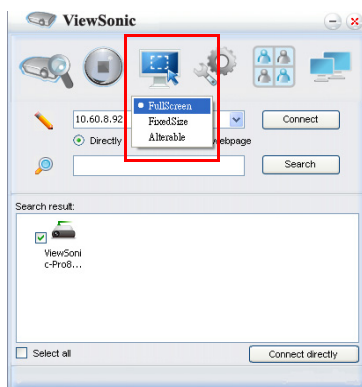 ViewSonic
FullScreen
FixedSize
Alterable
10.60.8.92
Connect
Directly
webpage
Search
Search result:
ViewSoni
c-Pro8...
Select all
Connect directly